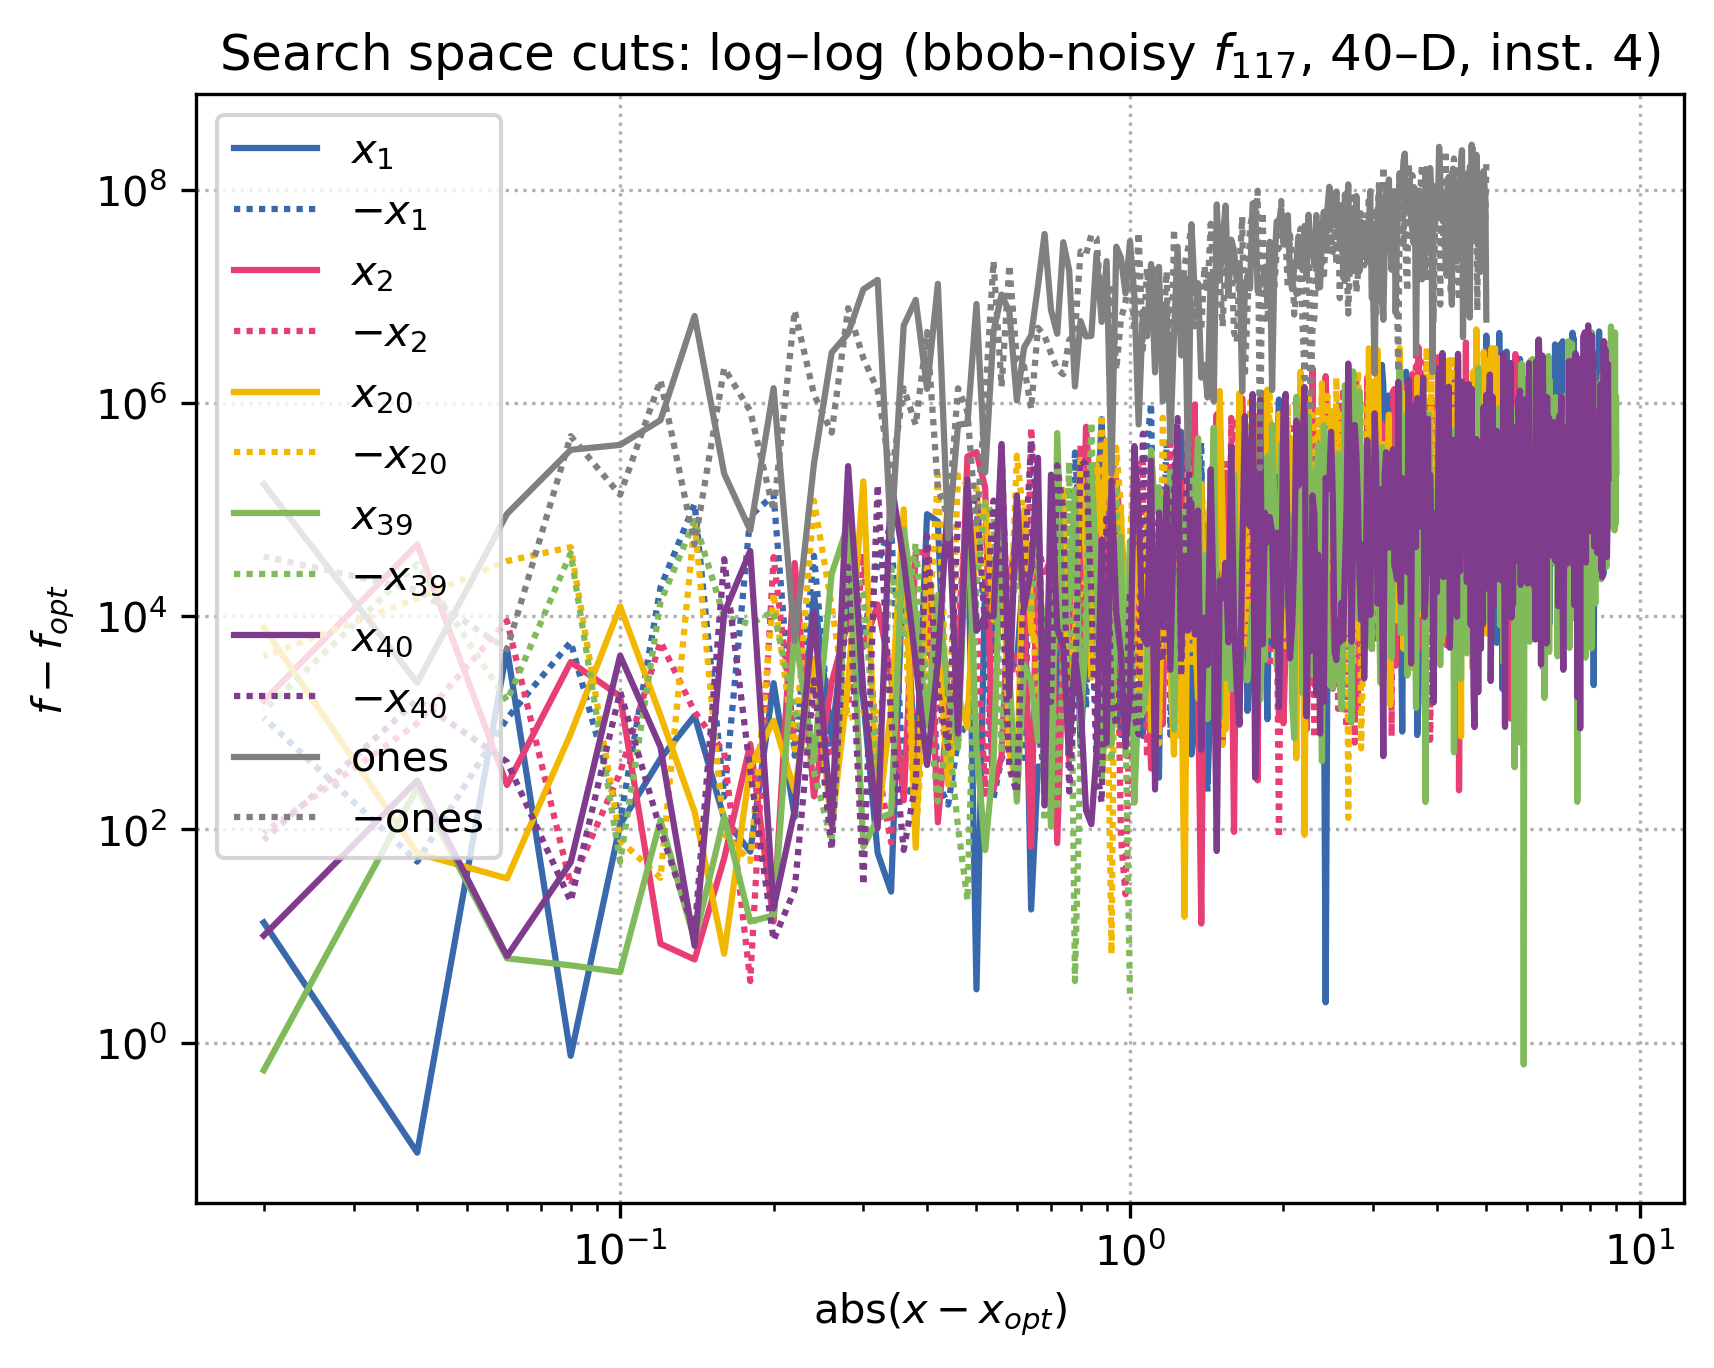 Search space cuts: log–log (bbob-noisy f117, 40–D, inst. 4)
x1
−x1
x2
−x2
x20
−x20
x39
−x39
x40
−x40
ones
−ones
10^8
10^6
10^4
10^2
10^0
f − fopt
10^−1
10^0
10^1
abs(x − xopt)